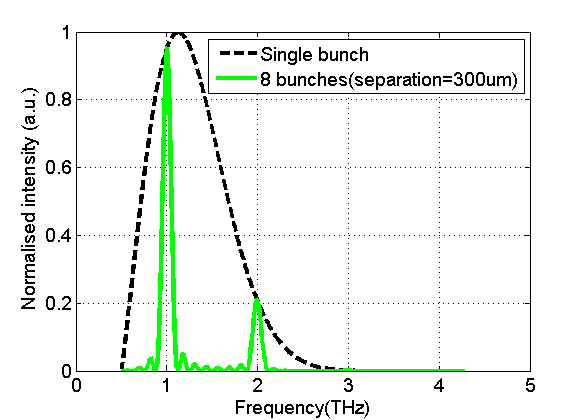 Single bunch
8 bunches(separation=300um)
1
0.8
0.6
0.4
0.2
0
Normalised intensity (a.u.)
0 1 2 3 4 5
Frequency(THz)